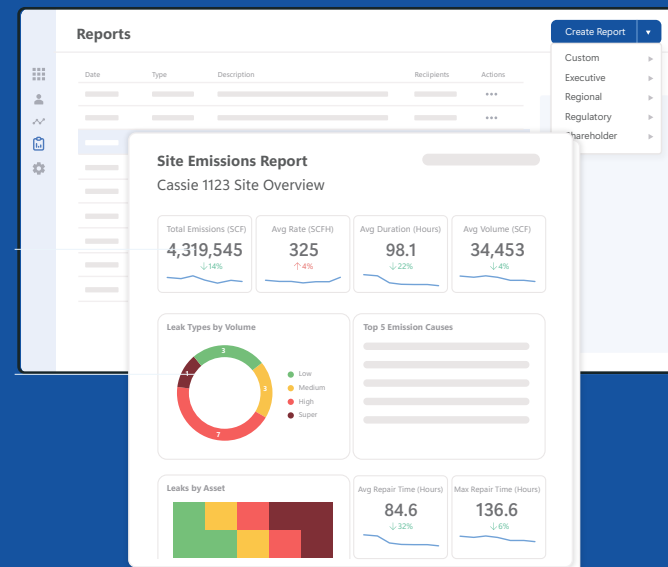 Reports
Create Report
Custom
Executive
Regional
Regulatory
Shareholder
Date Type Description Recipients Actions
Site Emissions Report
Cassie 1123 Site Overview
Total Emissions (SCF) Avg Rate (SCFH) Avg Duration (Hours) Avg Volume (SCF)
4,319,545 325 98.1 34,453
↓14% ↑4% ↓22% ↓4%
Leak Types by Volume
3
1
3
7
Low
Medium
High
Super
Top 5 Emission Causes
Leaks by Asset
Avg Repair Time (Hours) Max Repair Time (Hours)
84.6 136.6
↓32% ↓6%